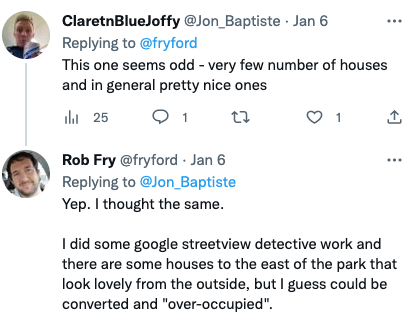 ClaretnBlueJoffy @Jon_Baptiste · Jan 6
Replying to @fryford
This one seems odd - very few number of houses
and in general pretty nice ones
25 1 1
Rob Fry @fryford · Jan 6
Replying to @Jon_Baptiste
Yep. I thought the same.
I did some google streetview detective work and
there are some houses to the east of the park that
look lovely from the outside, but I guess could be
converted and "over-occupied".